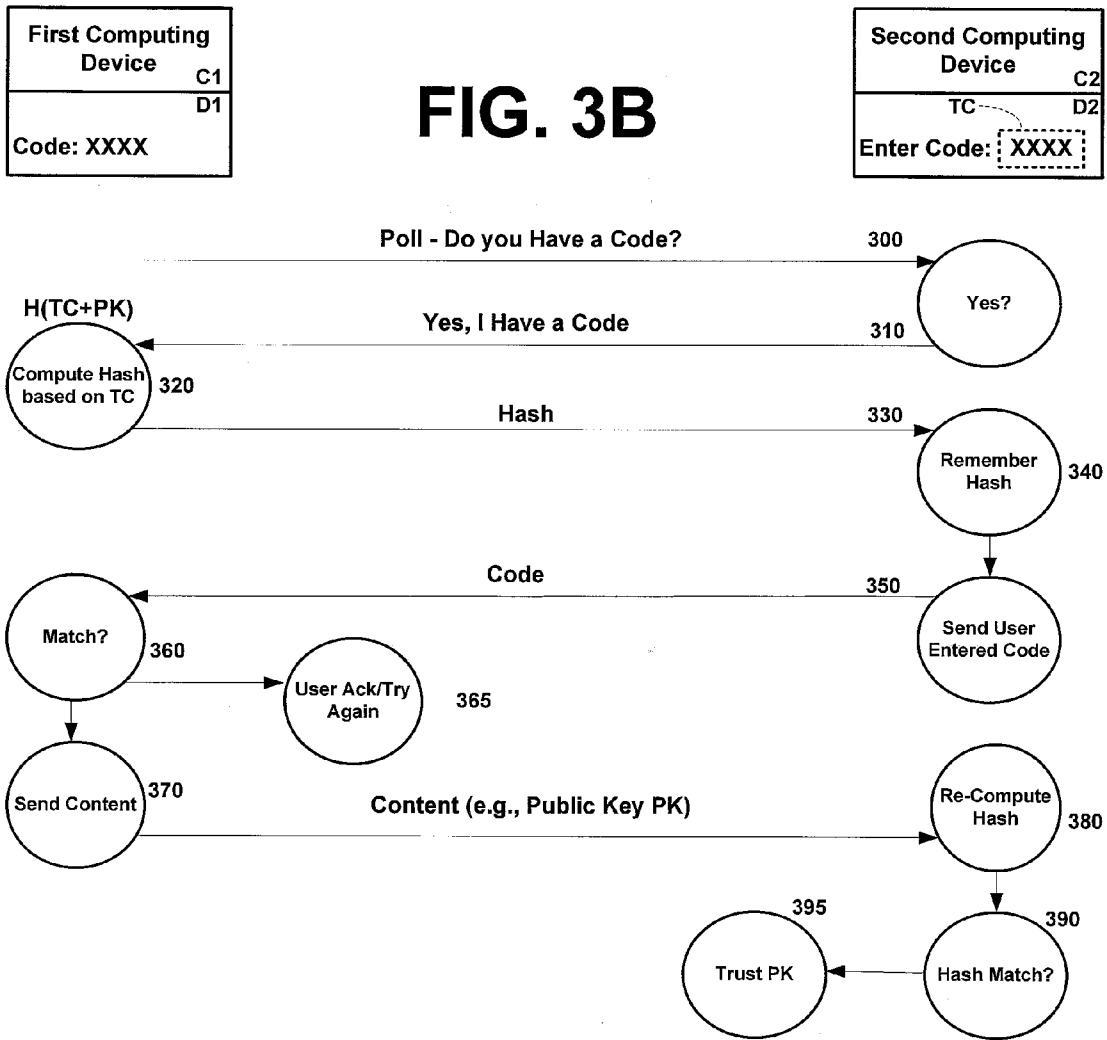 First Computing
Device
C1
D1
Code: XXXX
FIG. 3B
Second Computing
Device
C2
TC
D2
Enter Code: XXXX
Poll - Do you Have a Code?
300
Yes?
H(TC+PK)
Yes, I Have a Code
310
Compute Hash
based on TC
320
Hash
330
Remember
Hash
340
Code
350
Match?
360
Send User
Entered Code
User Ack/Try
Again
365
Send Content
370
Content (e.g., Public Key PK)
Re-Compute
Hash
380
395
390
Trust PK
Hash Match?